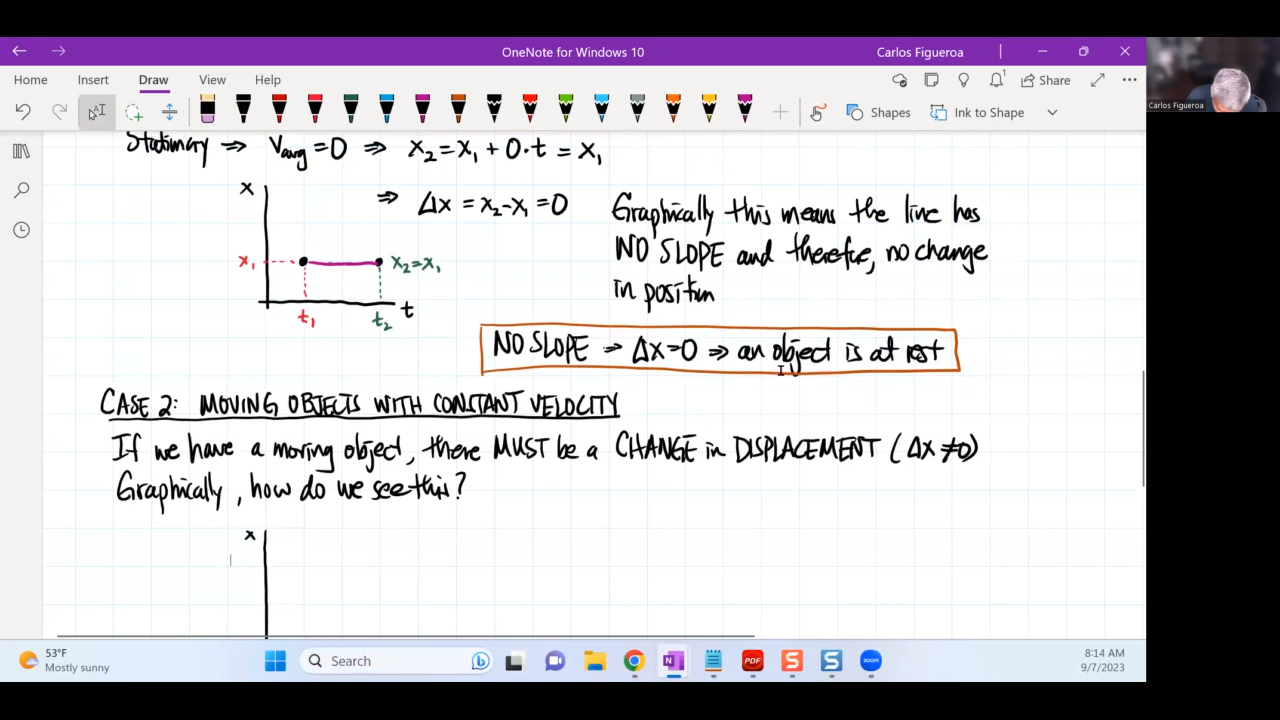 OneNote for Windows 10
Carlos Figueroa
Home Insert Draw View Help
Share
Shapes
Ink to Shape
Carlos Figueroa
Stationary ⇒ Vavg = 0 ⇒ x₂ = x₁ + 0·t = x₁
x
⇒ Δx = x₂-x₁ = 0
x₁
x₂=x₁
t₁
t₂
t
Graphically this means the line has
NO SLOPE and therefore, no change
in position
NO SLOPE → Δx=0 ⇒ an object is at rest
CASE 2: MOVING OBJECTS WITH CONSTANT VELOCITY
If we have a moving object, there MUST be a CHANGE in DISPLACEMENT (Δx ≠0)
Graphically, how do we see this?
x
53°F
Mostly sunny
Search
PDF
zoom
8:14 AM
9/7/2023